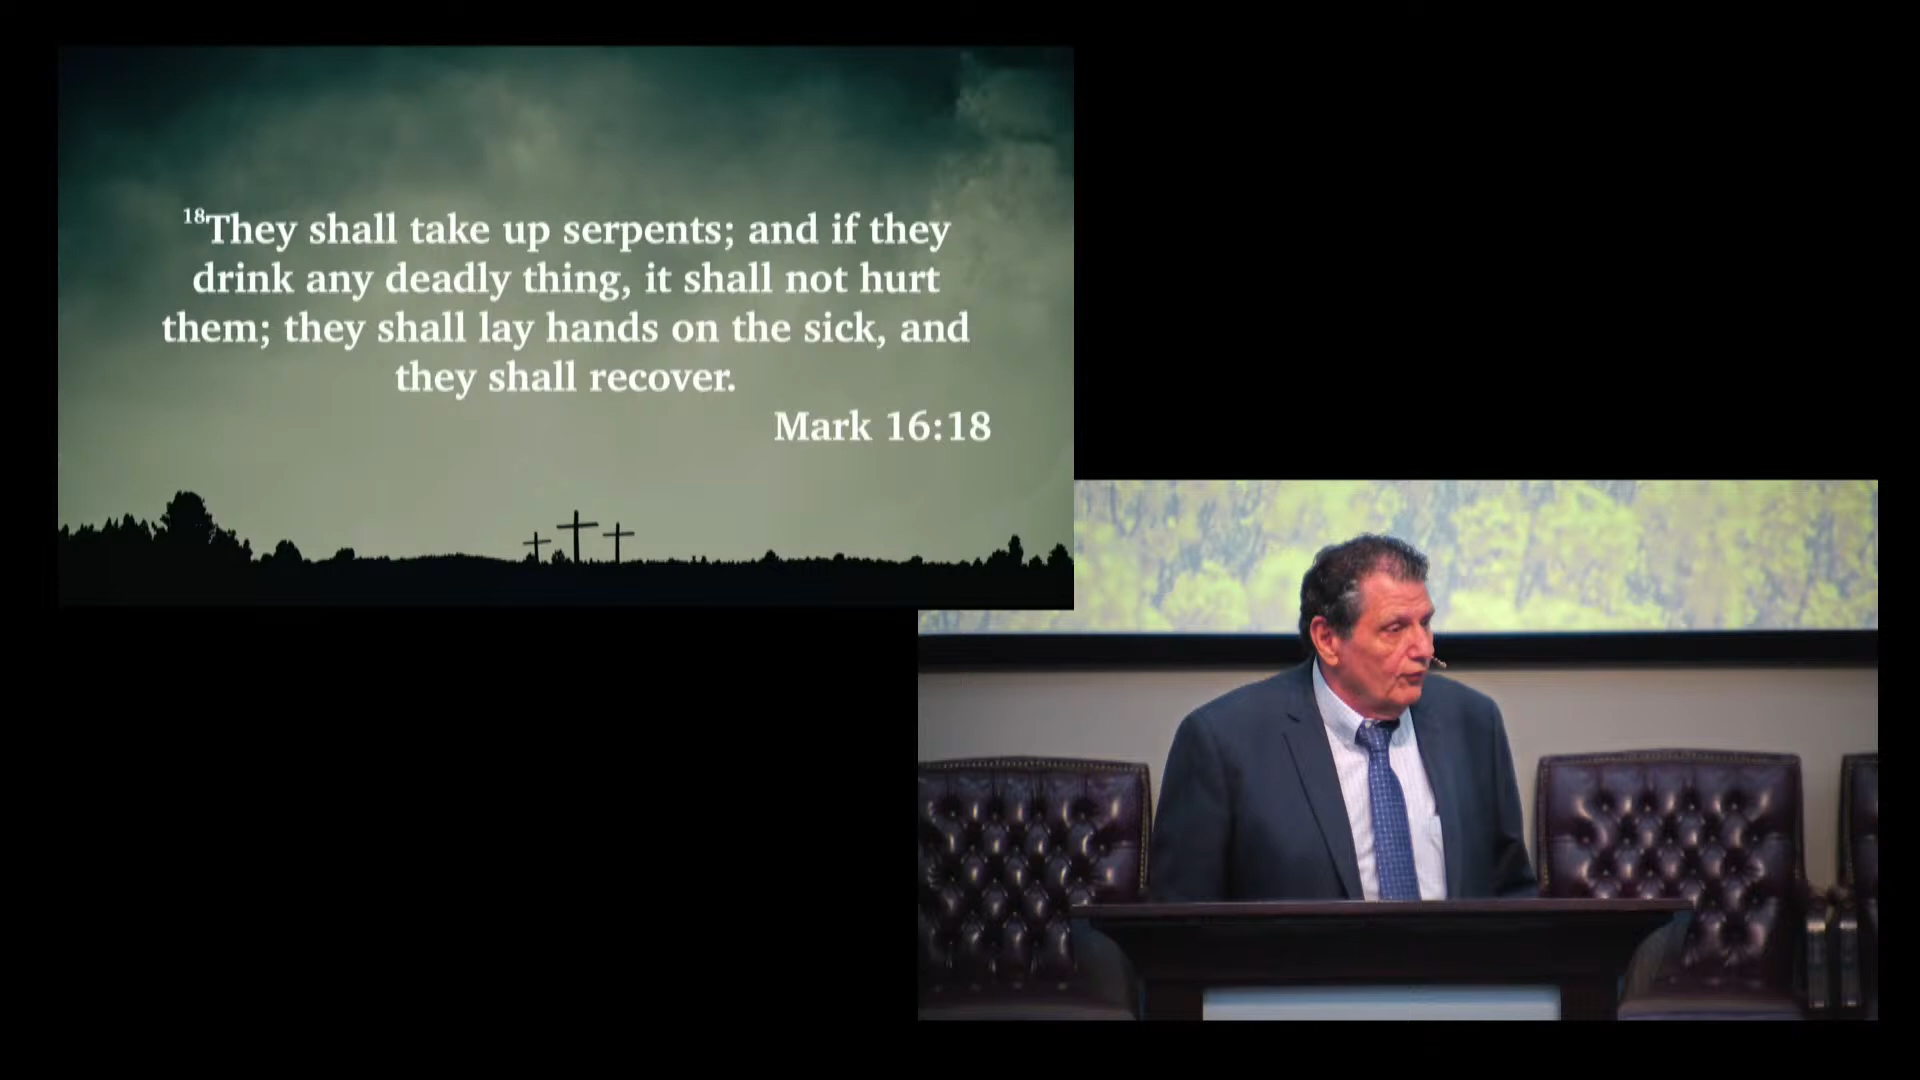 18They shall take up serpents; and if they
drink any deadly thing, it shall not hurt
them; they shall lay hands on the sick, and
they shall recover.
Mark 16:18